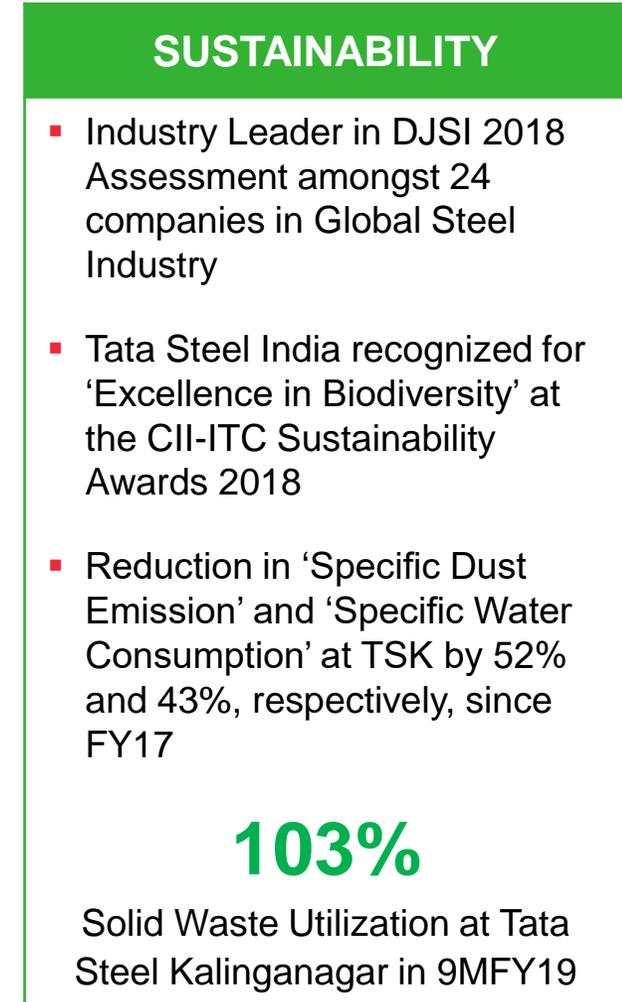 SUSTAINABILITY
▪ Industry Leader in DJSI 2018
Assessment amongst 24
companies in Global Steel
Industry
▪ Tata Steel India recognized for
‘Excellence in Biodiversity’ at
the CII-ITC Sustainability
Awards 2018
▪ Reduction in ‘Specific Dust
Emission’ and ‘Specific Water
Consumption’ at TSK by 52%
and 43%, respectively, since
FY17
103%
Solid Waste Utilization at Tata
Steel Kalinganagar in 9MFY19